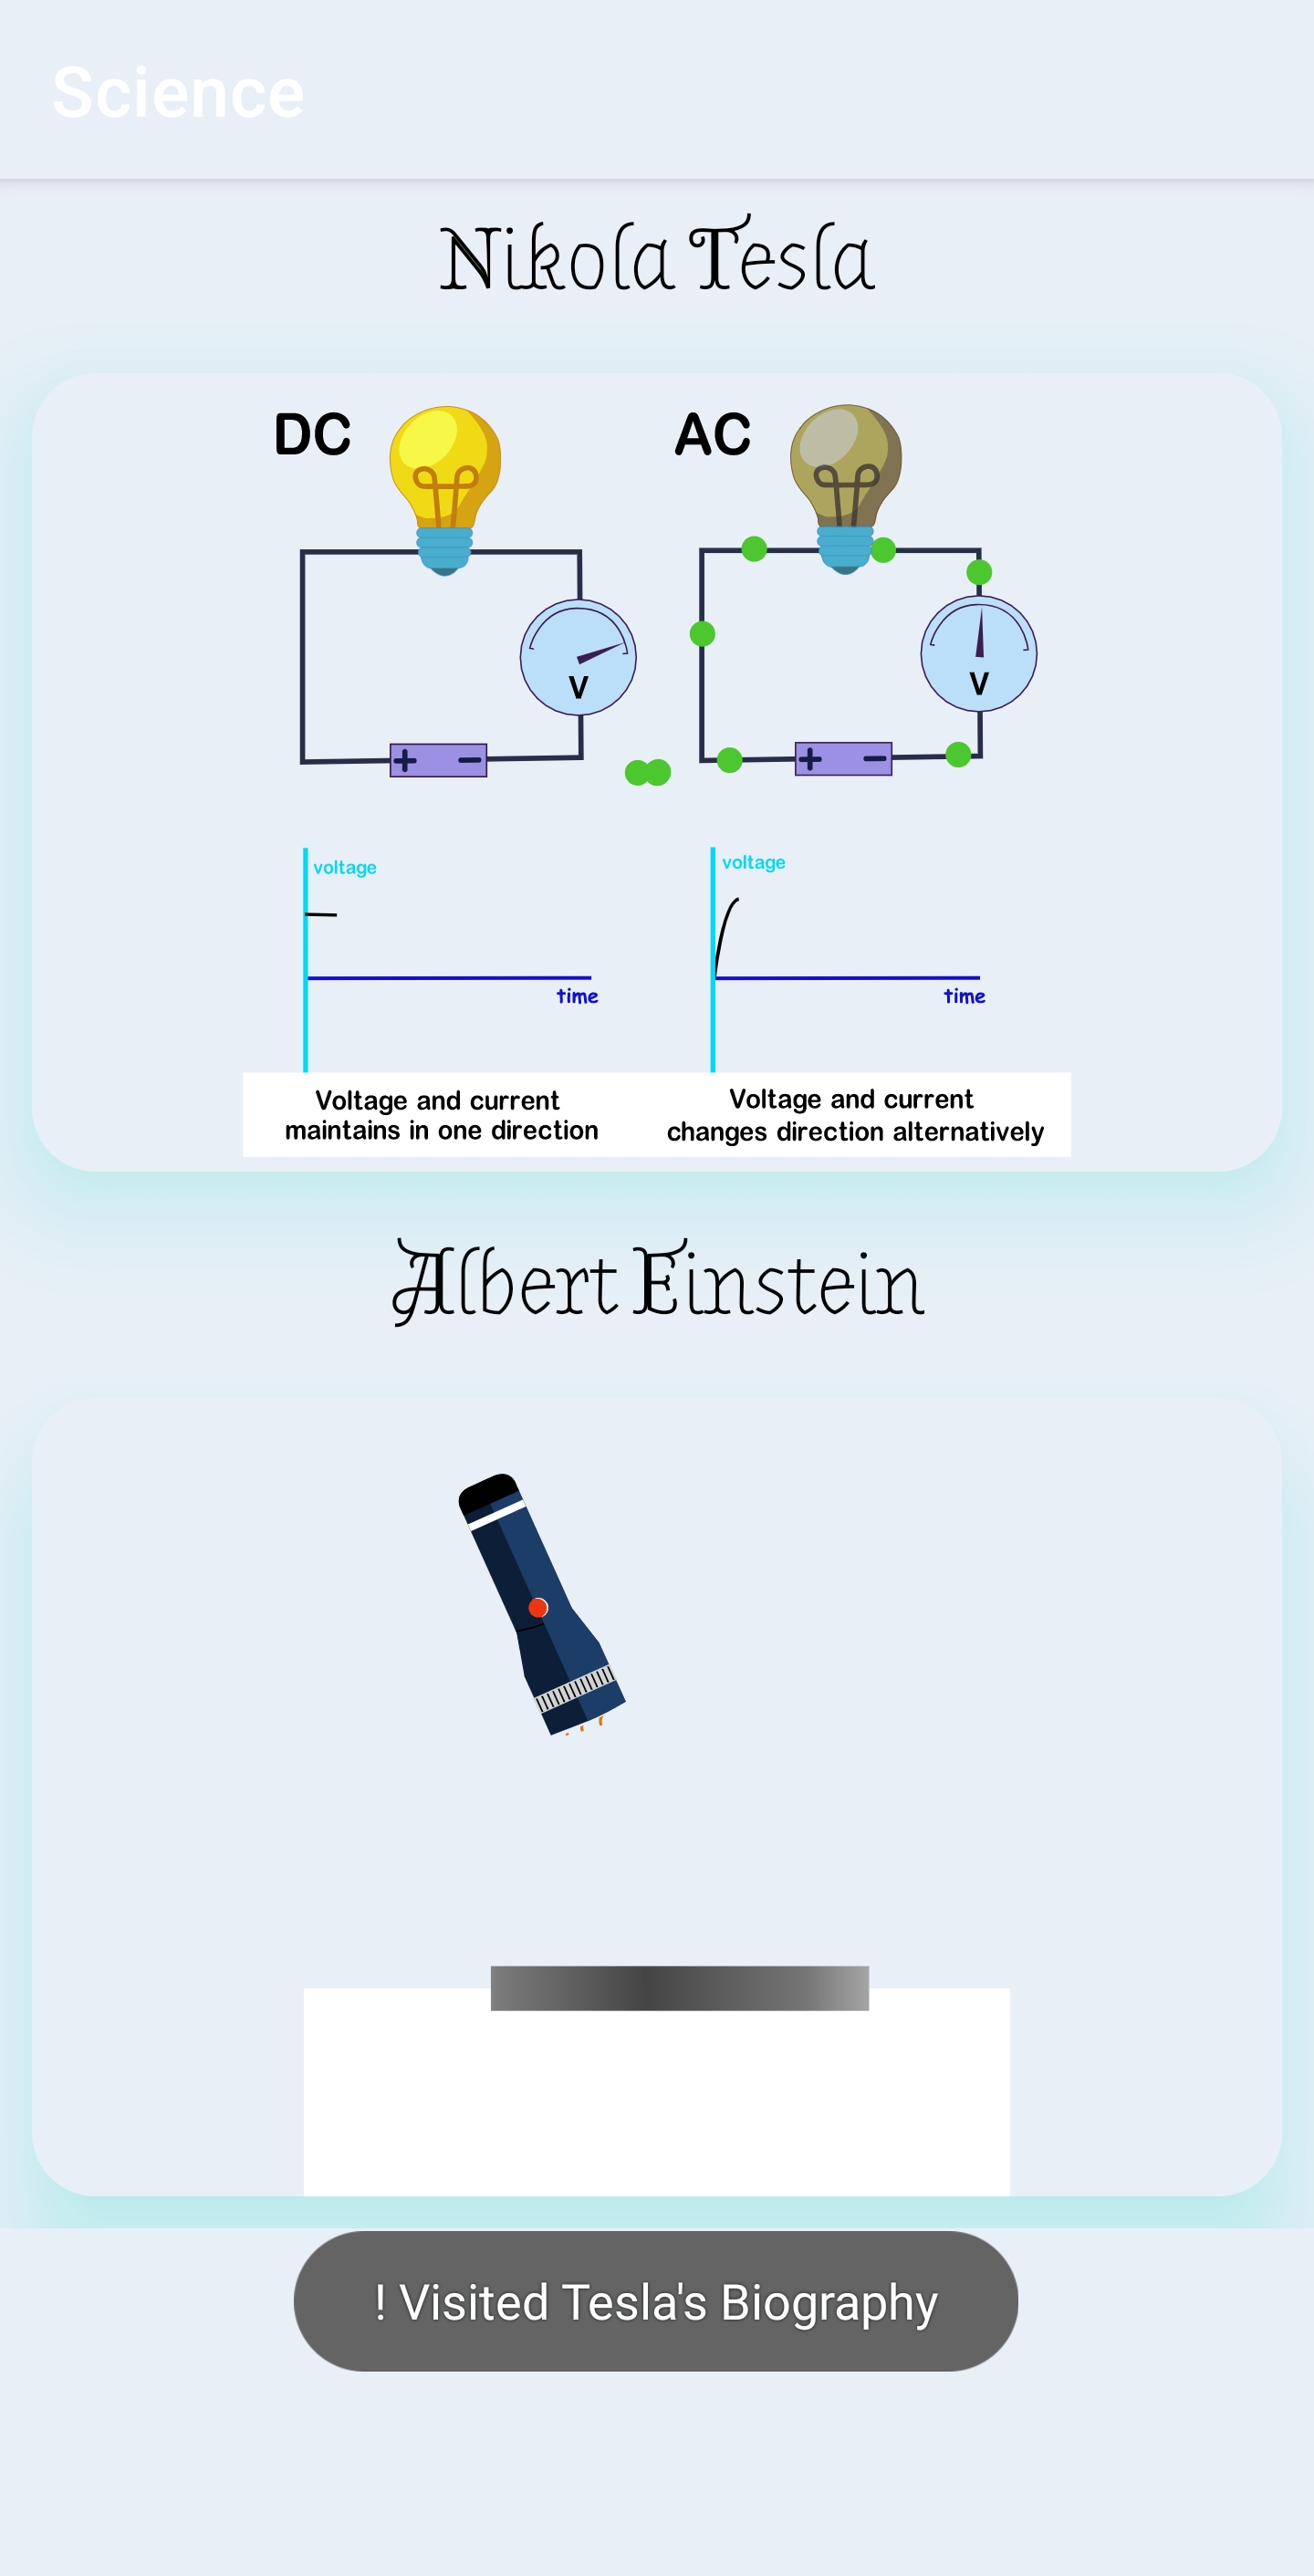 Science
Nikola Tesla
DC
AC
V
V
+ −
+ −
voltage
voltage
time
time
Voltage and current
maintains in one direction
Voltage and current
changes direction alternatively
Albert Einstein
! Visited Tesla's Biography